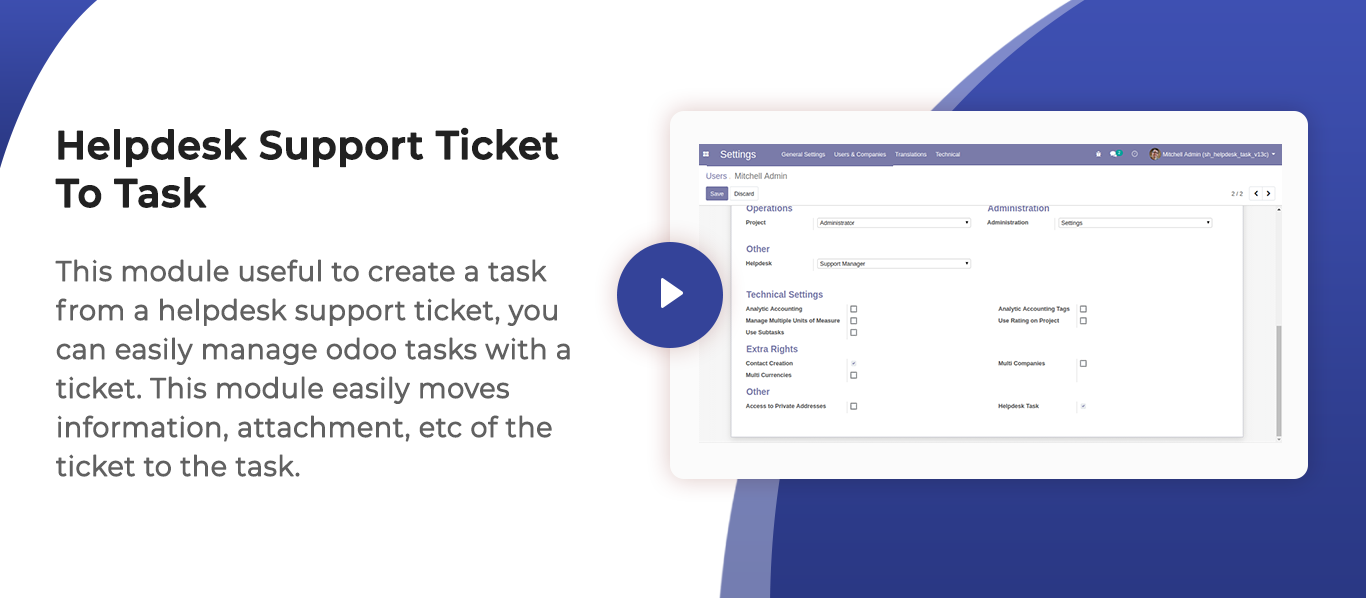 Helpdesk Support Ticket
To Task
This module useful to create a task
from a helpdesk support ticket, you
can easily manage odoo tasks with a
ticket. This module easily moves
information, attachment, etc of the
ticket to the task.
Settings General Settings Users & Companies Translations Technical Mitchell Admin (sh_helpdesk_task_v13c)
Users Mitchell Admin
Save Discard 2 / 2
Operations Administration
Project Administrator Administration Settings
Other
Helpdesk Support Manager
Technical Settings
Analytic Accounting Analytic Accounting Tags
Manage Multiple Units of Measure Use Rating on Project
Use Subtasks
Extra Rights
Contact Creation Multi Companies
Multi Currencies
Other
Access to Private Addresses Helpdesk Task